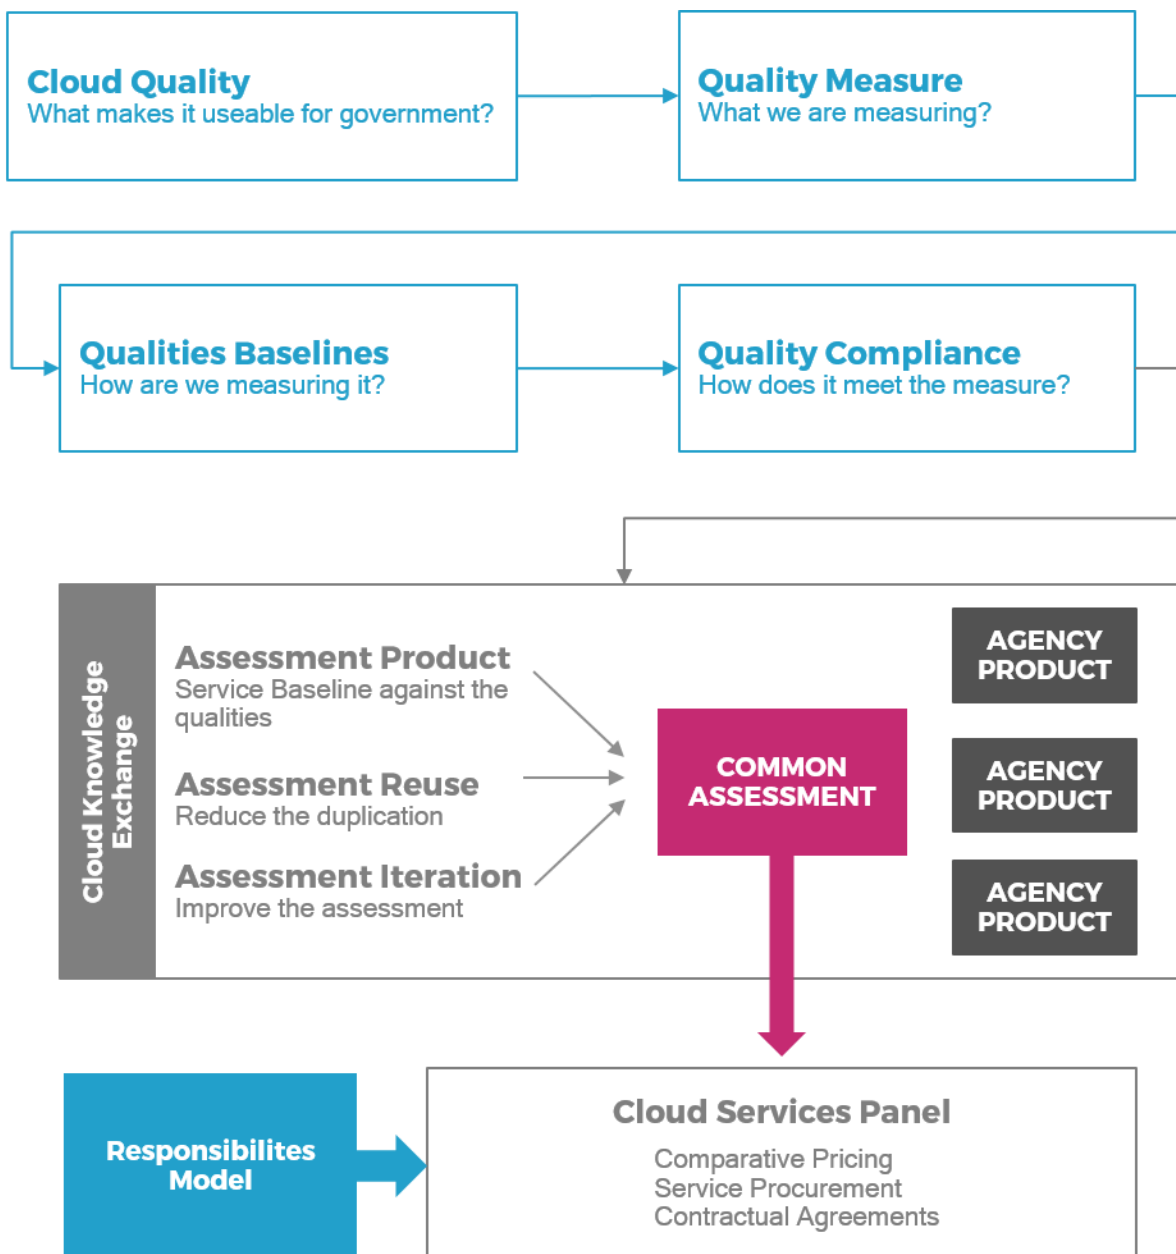 Cloud Quality
What makes it useable for government?
Quality Measure
What we are measuring?
Qualities Baselines
How are we measuring it?
Quality Compliance
How does it meet the measure?
Cloud Knowledge
Exchange
Assessment Product
Service Baseline against the
qualities
Assessment Reuse
Reduce the duplication
Assessment Iteration
Improve the assessment
COMMON
ASSESSMENT
AGENCY
PRODUCT
AGENCY
PRODUCT
AGENCY
PRODUCT
Responsibilites
Model
Cloud Services Panel
Comparative Pricing
Service Procurement
Contractual Agreements